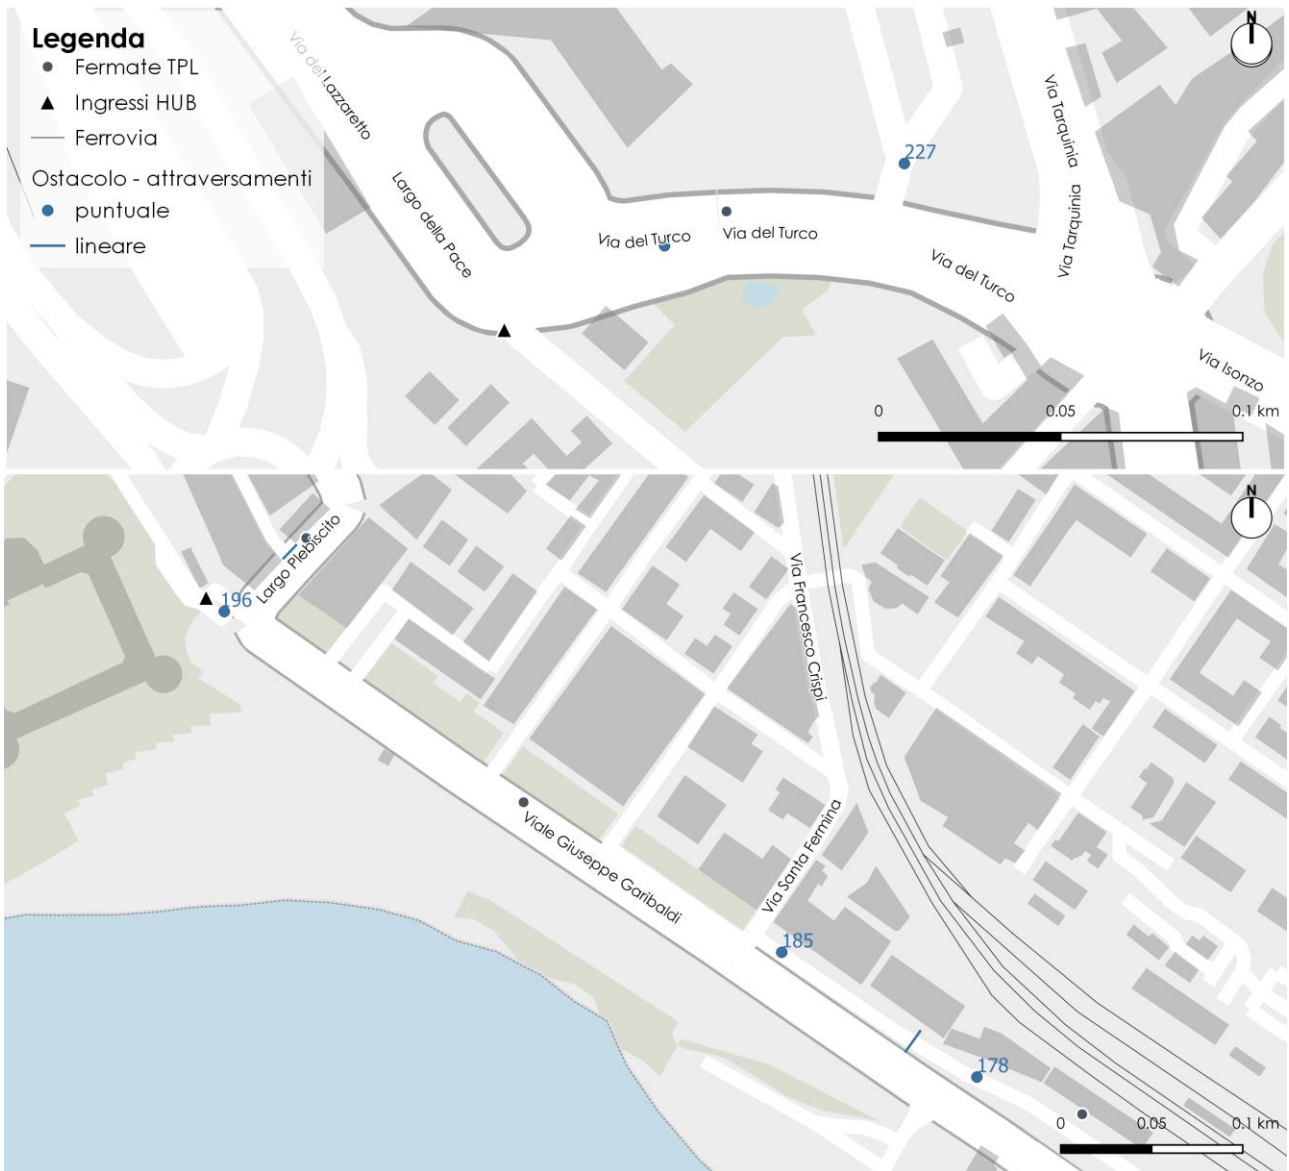 Legenda
Fermate TPL
Ingressi HUB
Ferrovia
Ostacolo - attraversamenti
puntuale
lineare
Via del Lazzaretto
Largo della Pace
Via del Turco
Via del Turco
Via del Turco
227
Via Tarquinia
Via Tarquinia
Via Isonzo
N
0 0.05 0.1 km
N
Largo Plebiscito
196
Via Francesco Crispi
Viale Giuseppe Garibaldi
Via Santa Fermina
185
178
0 0.05 0.1 km